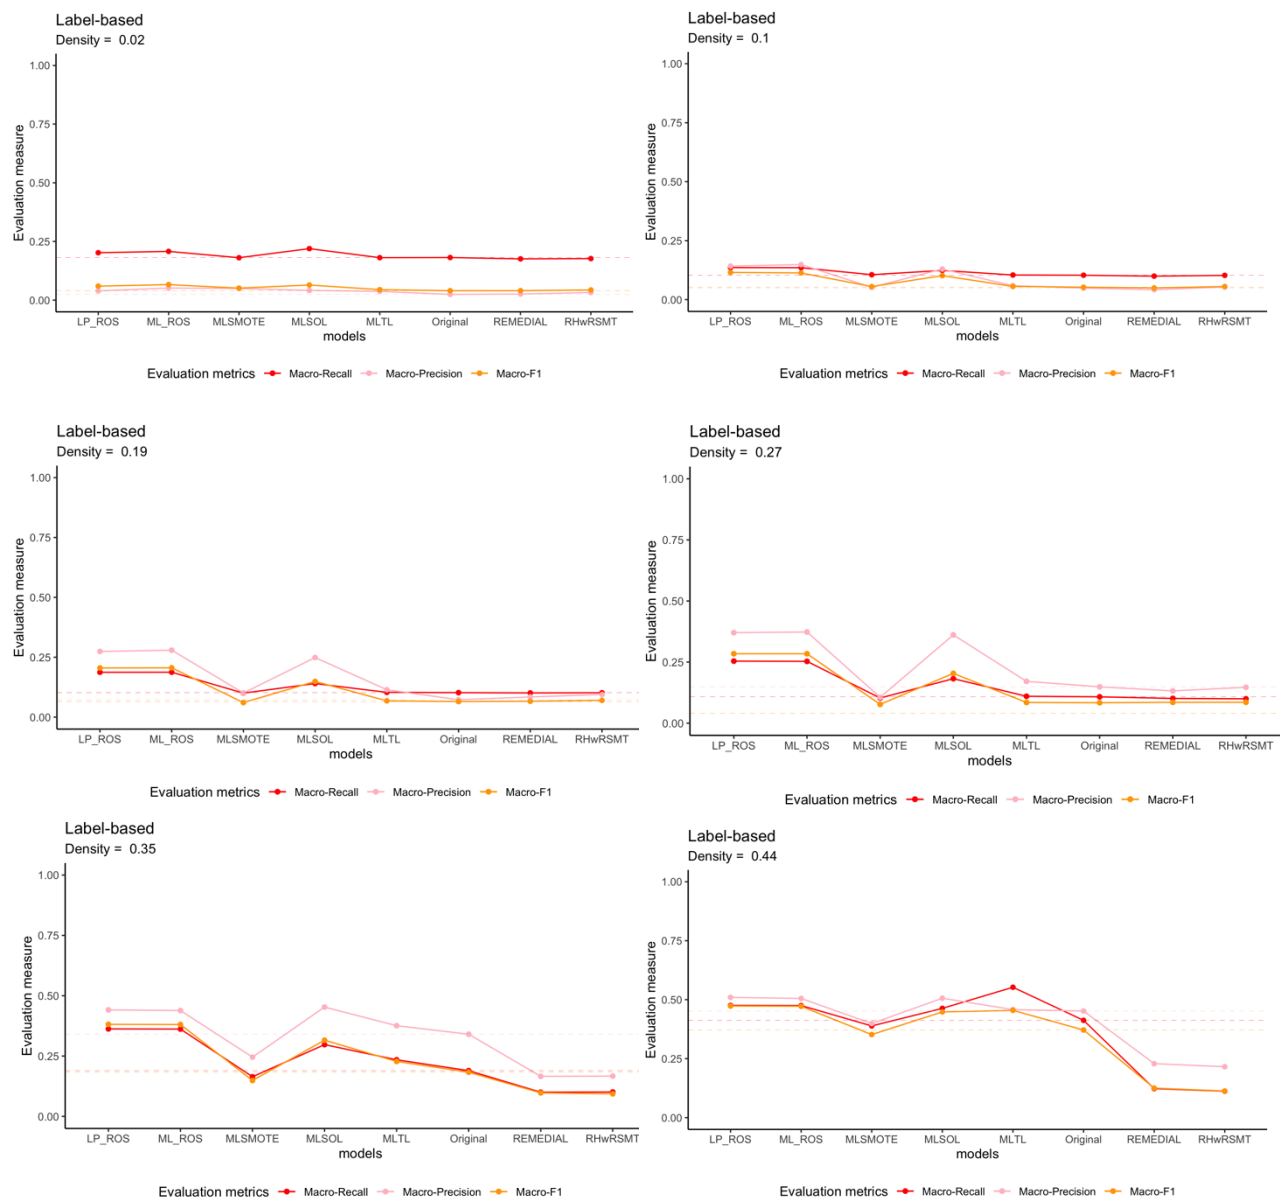 Label-based
Density = 0.02
1.00
0.75
0.50
0.25
0.00
Evaluation measure
LP_ROS ML_ROS MLSMOTE MLSOL MLTL Original REMEDIAL RHwRSMT
models
Evaluation metrics Macro-Recall Macro-Precision Macro-F1
Label-based
Density = 0.1
1.00
0.75
0.50
0.25
0.00
Evaluation measure
LP_ROS ML_ROS MLSMOTE MLSOL MLTL Original REMEDIAL RHwRSMT
models
Evaluation metrics Macro-Recall Macro-Precision Macro-F1
Label-based
Density = 0.19
1.00
0.75
0.50
0.25
0.00
Evaluation measure
LP_ROS ML_ROS MLSMOTE MLSOL MLTL Original REMEDIAL RHwRSMT
models
Evaluation metrics Macro-Recall Macro-Precision Macro-F1
Label-based
Density = 0.27
1.00
0.75
0.50
0.25
0.00
Evaluation measure
LP_ROS ML_ROS MLSMOTE MLSOL MLTL Original REMEDIAL RHwRSMT
models
Evaluation metrics Macro-Recall Macro-Precision Macro-F1
Label-based
Density = 0.35
1.00
0.75
0.50
0.25
0.00
Evaluation measure
LP_ROS ML_ROS MLSMOTE MLSOL MLTL Original REMEDIAL RHwRSMT
models
Evaluation metrics Macro-Recall Macro-Precision Macro-F1
Label-based
Density = 0.44
1.00
0.75
0.50
0.25
0.00
Evaluation measure
LP_ROS ML_ROS MLSMOTE MLSOL MLTL Original REMEDIAL RHwRSMT
models
Evaluation metrics Macro-Recall Macro-Precision Macro-F1